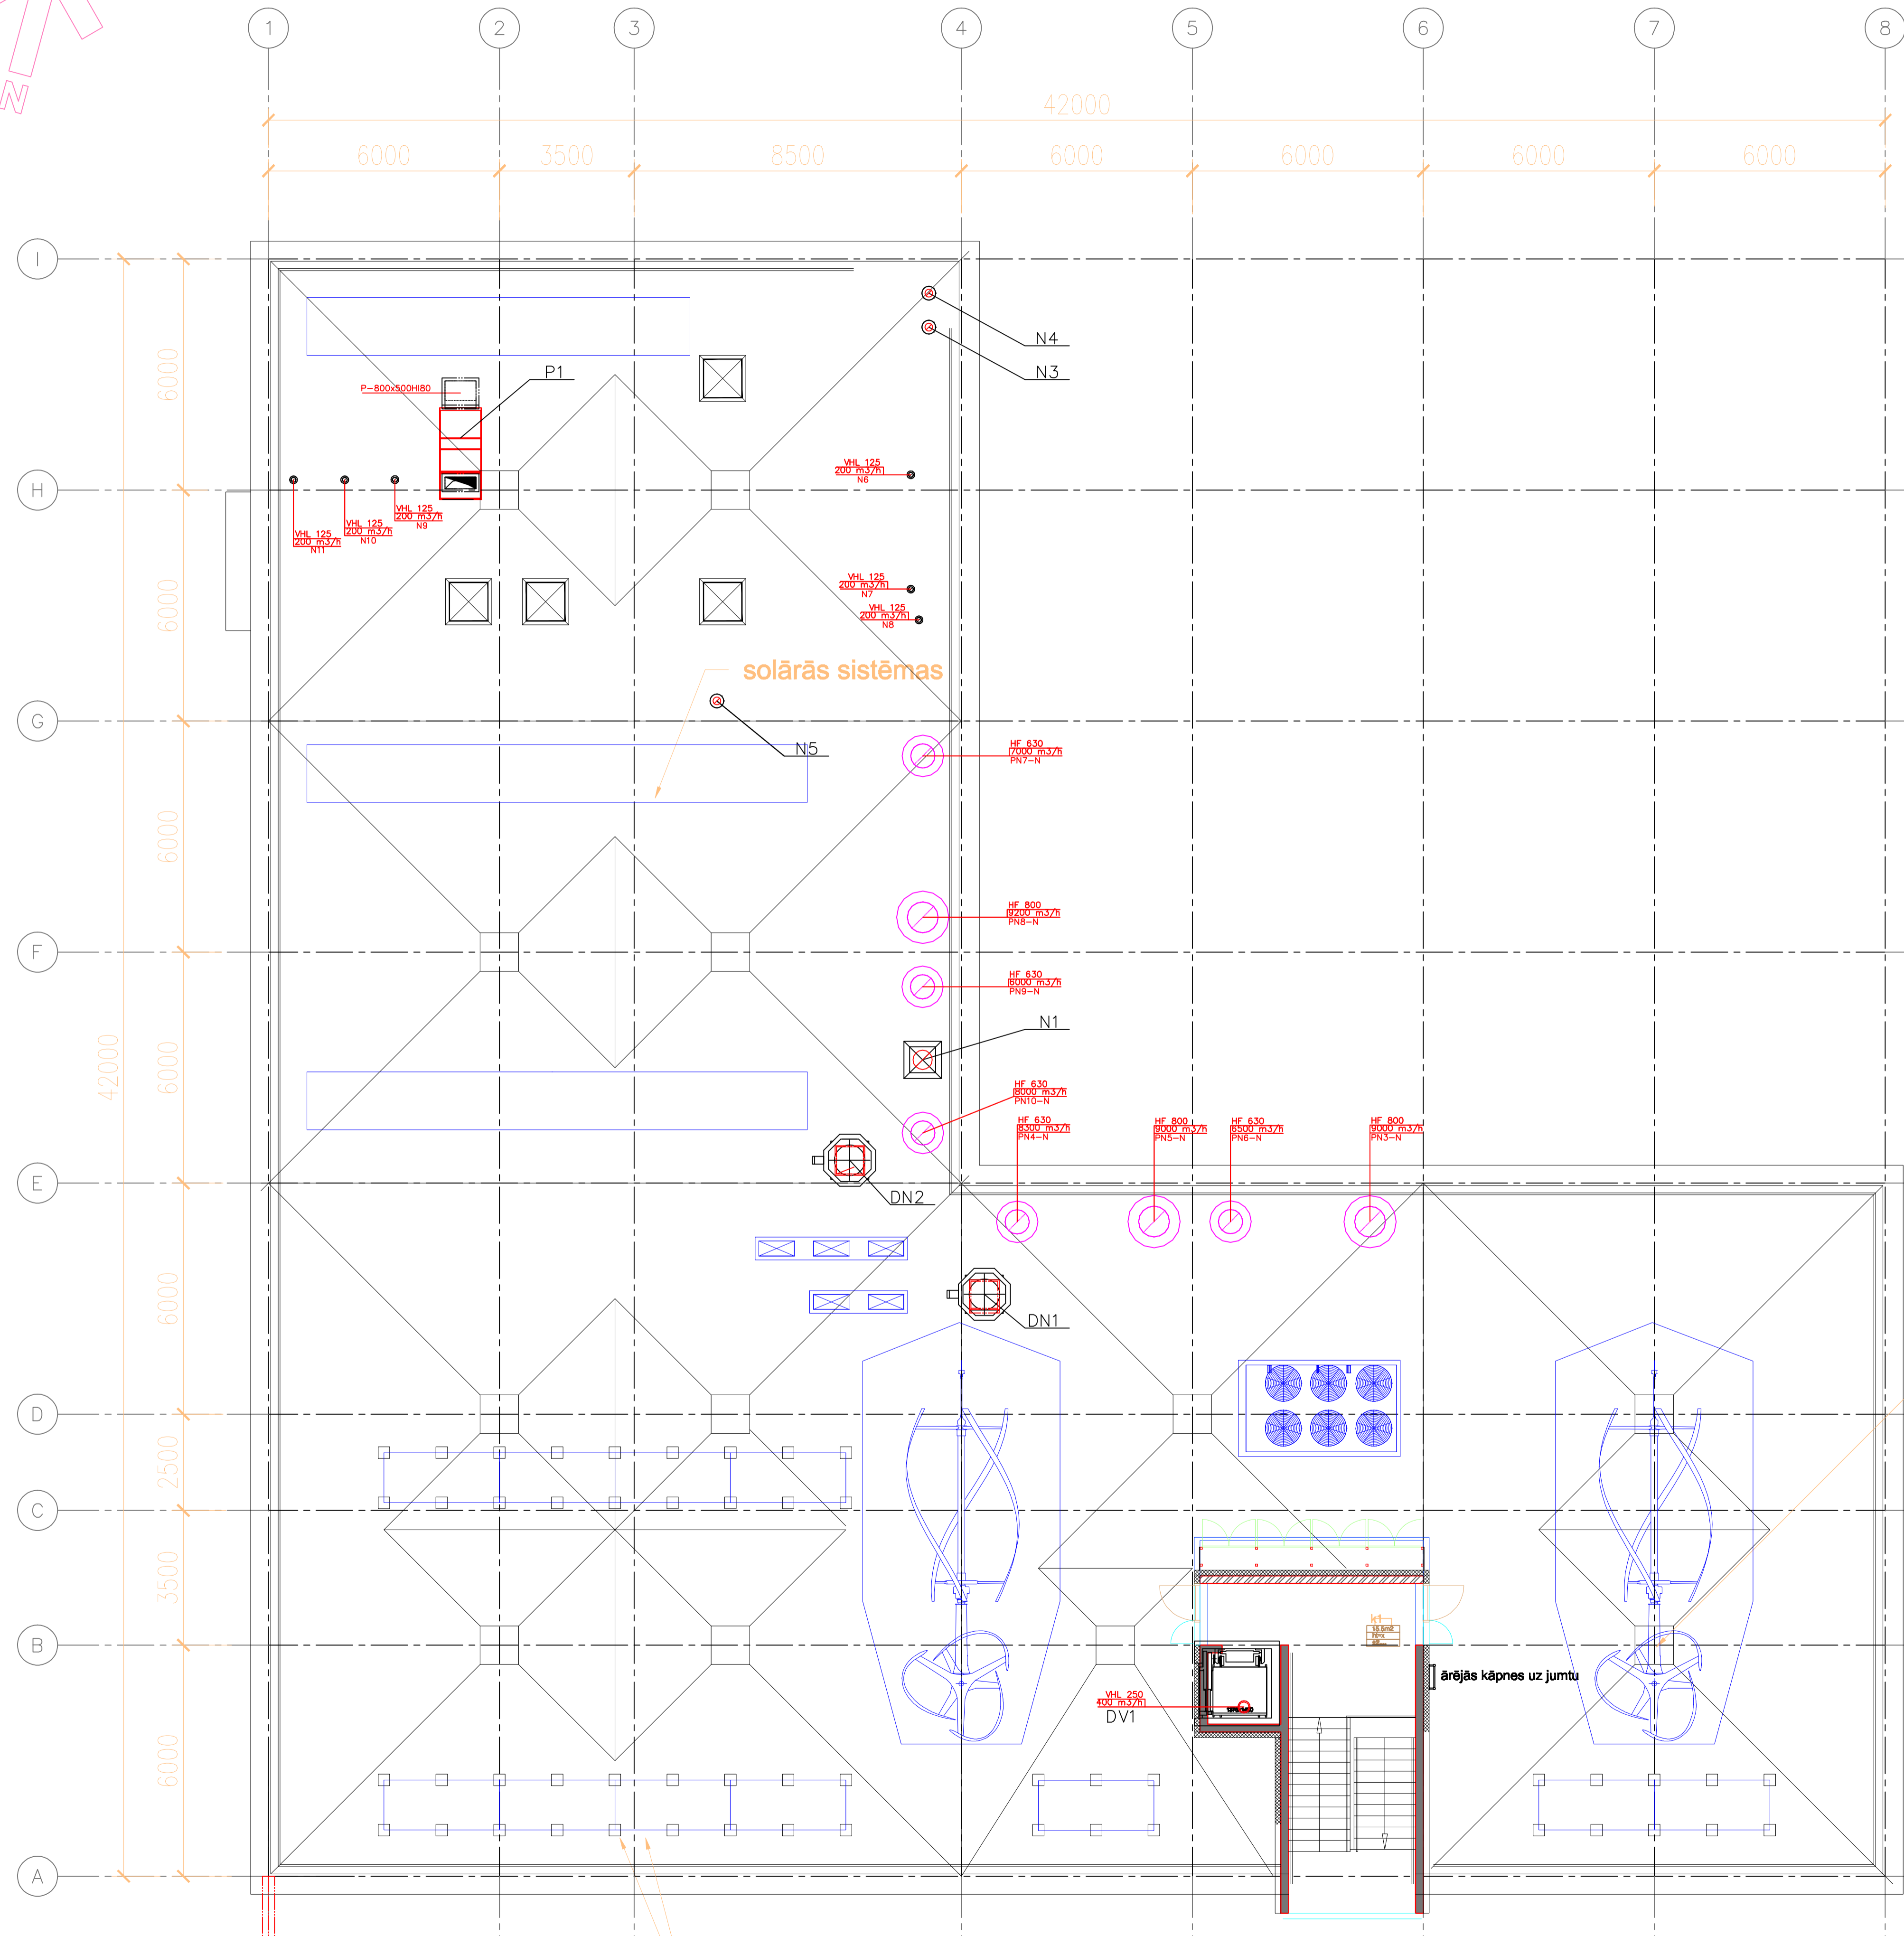 1 2 3 4 5 6 7 8
N
42000
6000 3500 8500 6000 6000 6000 6000
I
N4
N3
6000
P1
P-800x500HI80
H
VHL 125
200 m3/h
N6
VHL 125
200 m3/h
N9
VHL 125
200 m3/h
N10
VHL 125
200 m3/h
N11
6000
VHL 125
200 m3/h
N7
VHL 125
200 m3/h
N8
solārās sistēmas
G
N5
HF 630
7000 m3/h
PN7-N
6000
HF 800
9200 m3/h
PN8-N
F
HF 630
6000 m3/h
PN9-N
N1
42000
6000
HF 630
8000 m3/h
PN10-N
HF 630
8300 m3/h
PN4-N
HF 800
9000 m3/h
PN5-N
HF 630
6500 m3/h
PN6-N
HF 800
9000 m3/h
PN3-N
E
DN2
6000
DN1
D
2500
C
3500
k1
18.8m2
B
ārējās kāpnes uz jumtu
VHL 250
400 m3/h
DV1
6000
A